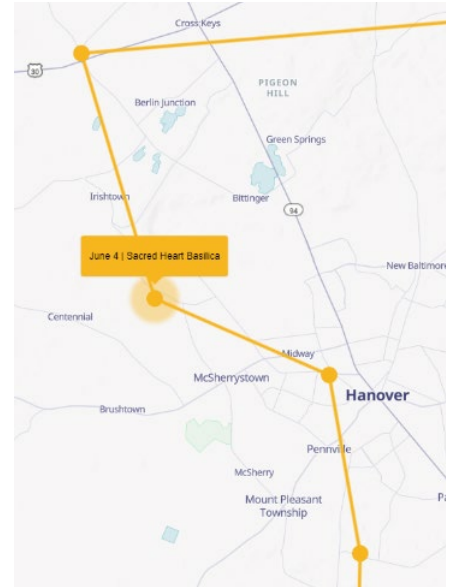 Cross Keys
30
PIGEON
HILL
Berlin Junction
Green Springs
Irishtown
Bittinger
94
June 4 | Sacred Heart Basilica
New Baltimore
Centennial
Midway
McSherrystown
Hanover
Brushtown
Pennville
McSherry
Mount Pleasant
Township
Pa